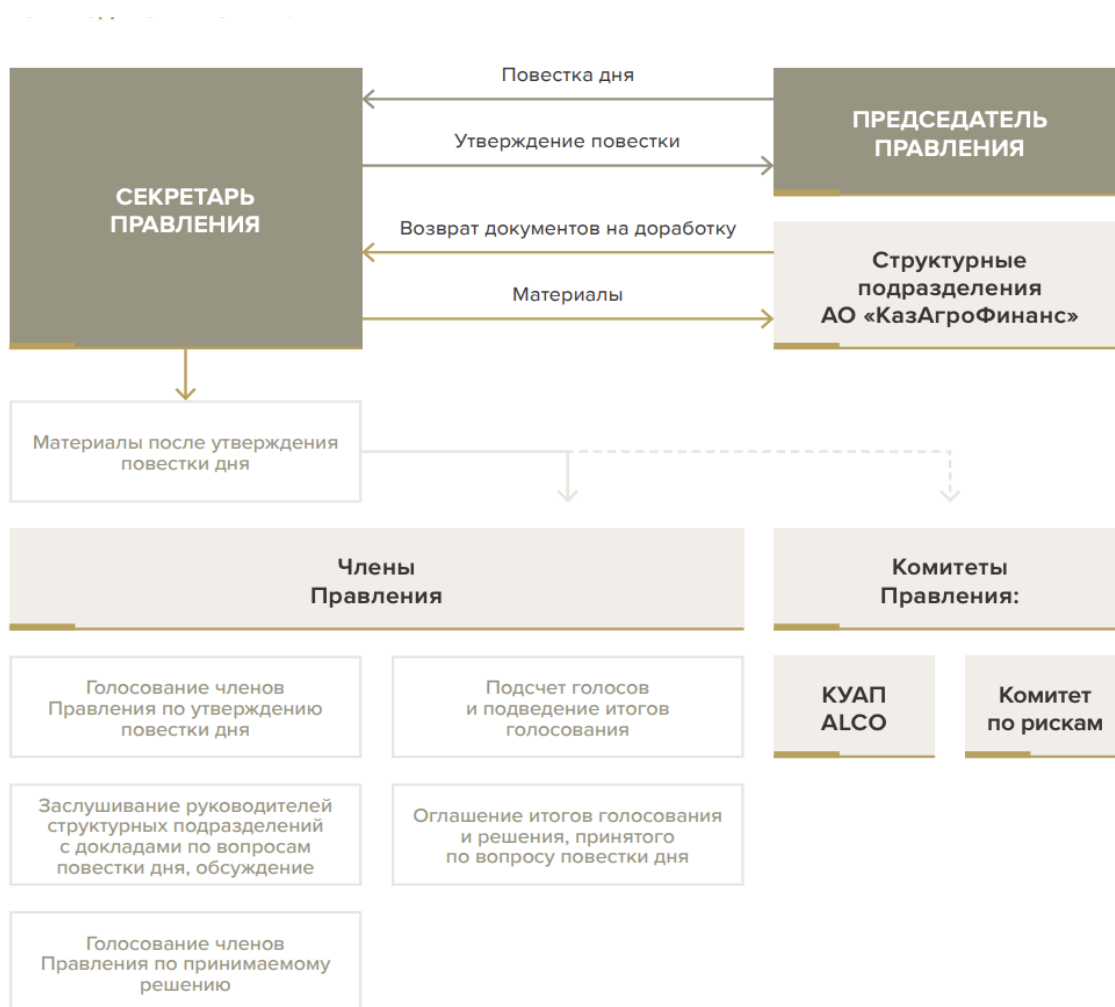 Повестка дня
СЕКРЕТАРЬ
ПРАВЛЕНИЯ
Утверждение повестки
ПРЕДСЕДАТЕЛЬ
ПРАВЛЕНИЯ
Возврат документов на доработку
Материалы
Структурные
подразделения
АО «КазАгроФинанс»
Материалы после утверждения
повестки дня
Члены
Правления
Комитеты
Правления:
Голосование членов
Правления по утверждению
повестки дня
Подсчет голосов
и подведение итогов
голосования
КУАП
ALCO
Комитет
по рискам
Заслушивание руководителей
структурных подразделений
с докладами по вопросам
повестки дня, обсуждение
Оглашение итогов голосования
и решения, принятого
по вопросу повестки дня
Голосование членов
Правления по принимаемому
решению